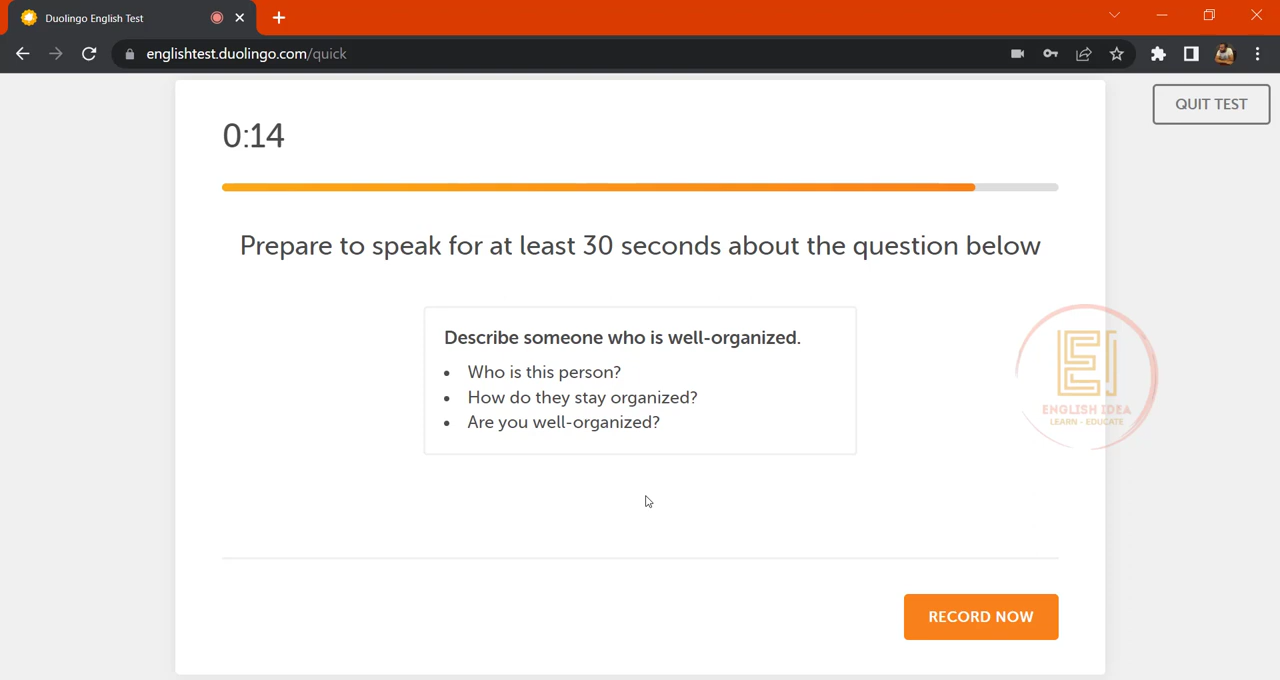 Duolingo English Test
englishtest.duolingo.com/quick
QUIT TEST
0:14
Prepare to speak for at least 30 seconds about the question below
Describe someone who is well-organized.
• Who is this person?
• How do they stay organized?
• Are you well-organized?
EI
ENGLISH IDEA
LEARN - EDUCATE
RECORD NOW